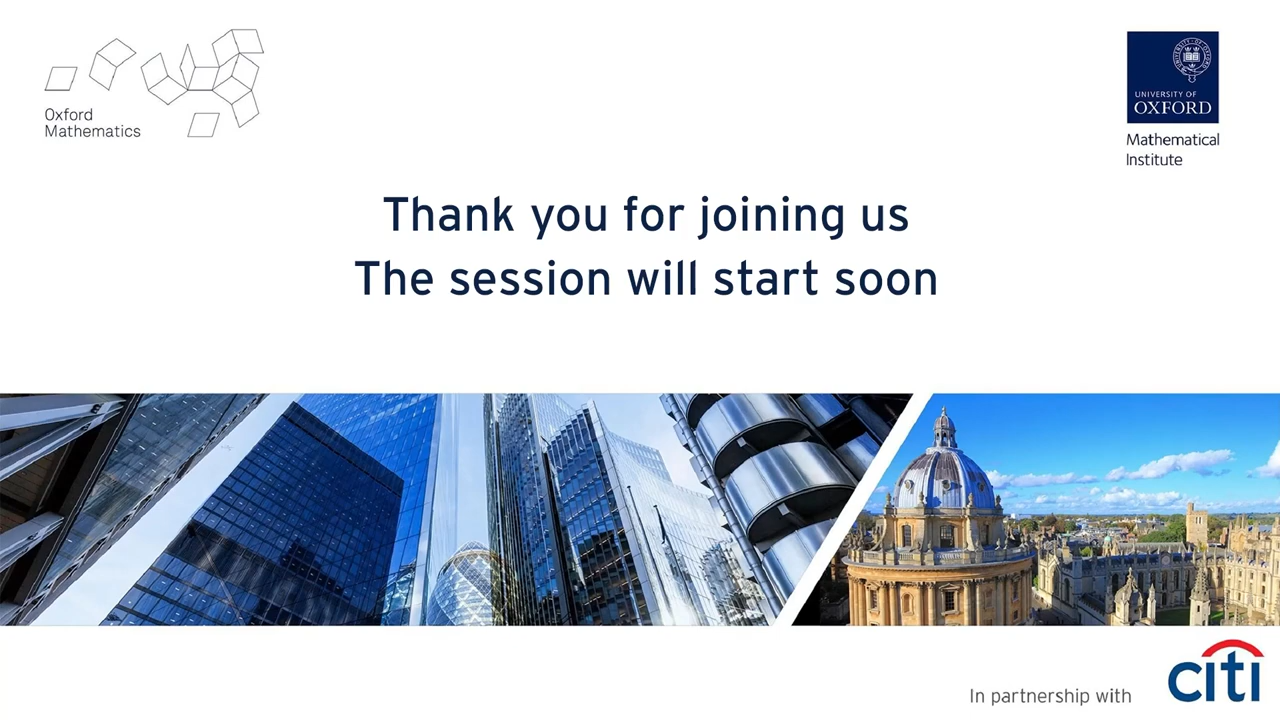 Oxford
Mathematics
UNIVERSITY OF
OXFORD
Mathematical
Institute
Thank you for joining us
The session will start soon
In partnership with
citi